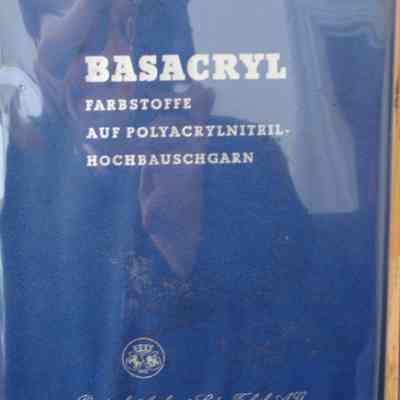 BASACRYL
FARBSTOFFE
AUF POLYACRYLNITRIL-
HOCHBAUSCHGARN